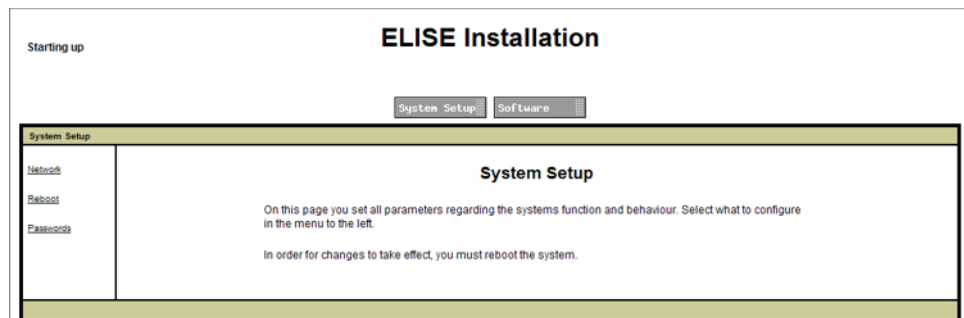 Starting up
ELISE Installation
System Setup
Software
System Setup
Network
Reboot
Passwords
System Setup
On this page you set all parameters regarding the systems function and behaviour. Select what to configure
in the menu to the left.
In order for changes to take effect, you must reboot the system.